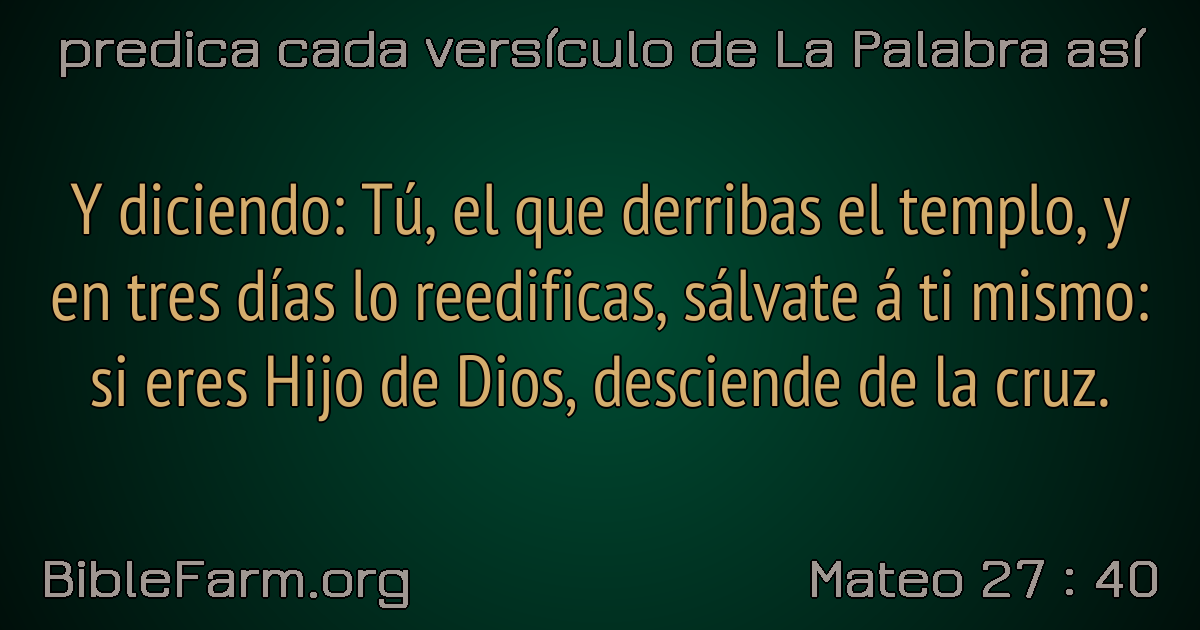 predica cada versículo de La Palabra así
Y diciendo: Tú, el que derribas el templo, y
en tres días lo reedificas, sálvate á ti mismo:
si eres Hijo de Dios, desciende de la cruz.
BibleFarm.org
Mateo 27 : 40